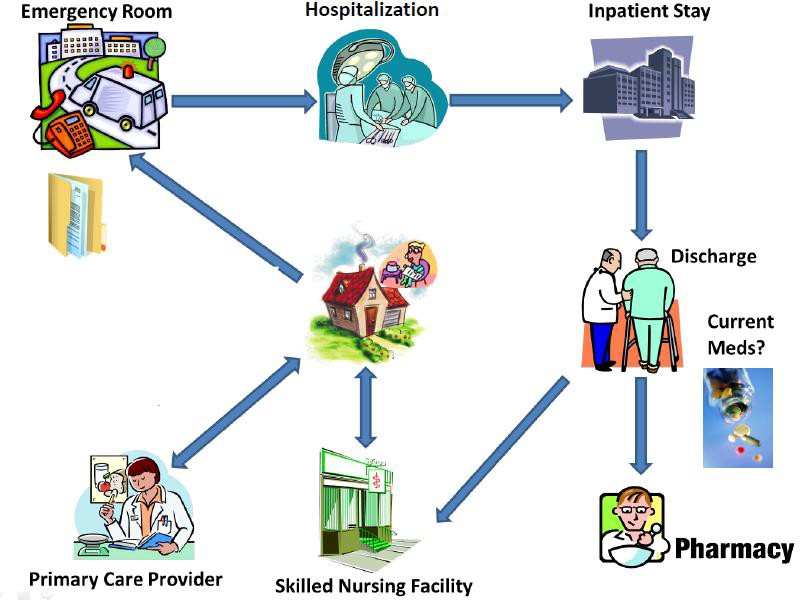 Emergency Room
Hospitalization
Inpatient Stay
Discharge
Current
Meds?
Pharmacy
Primary Care Provider
Skilled Nursing Facility